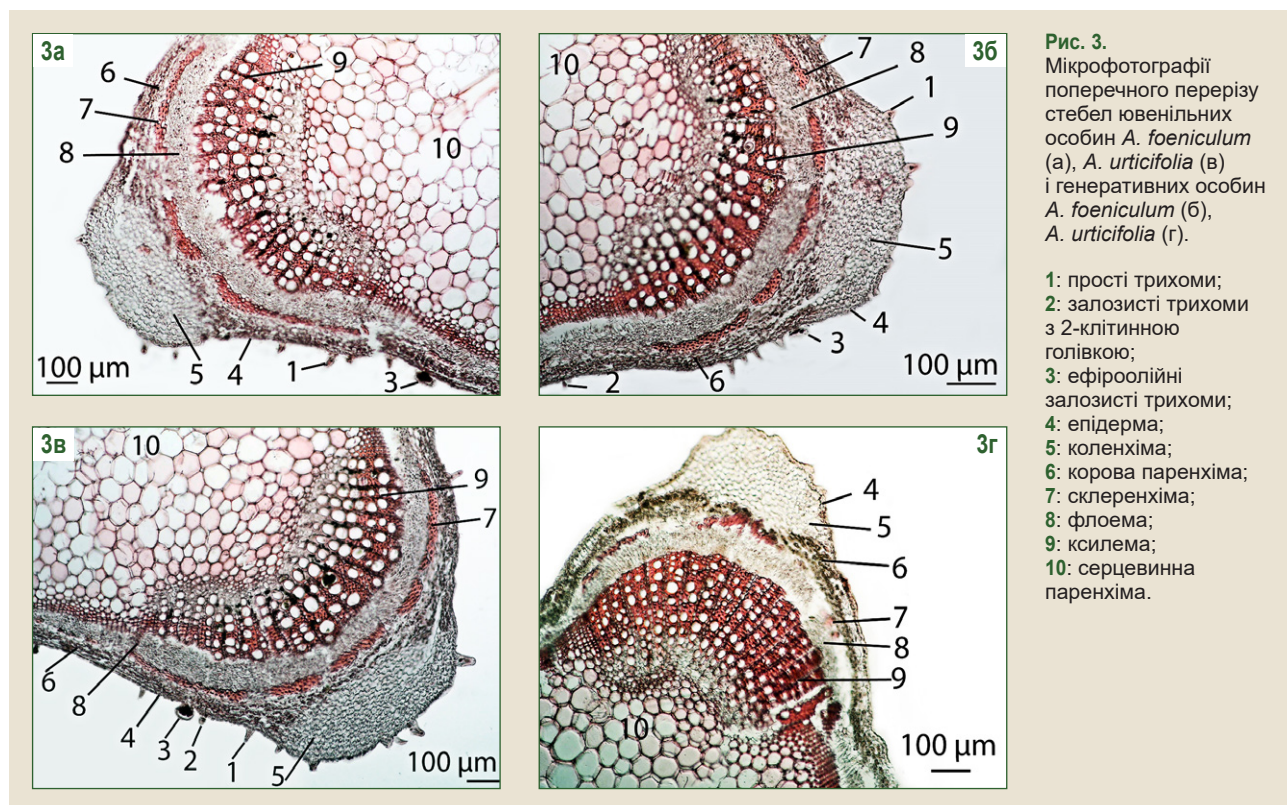 3а
6
7
8
9
10
5
4
1
3
100 µm
3б
10
7
8
1
9
5
4
3
6
2
100 µm
3в
10
9
7
6
8
4
3
2
1
5
100 µm
3г
4
5
6
7
8
9
10
100 µm
Рис. 3.
Мікрофотографії
поперечного перерізу
стебел ювенільних
особин A. foeniculum
(а), A. urticifolia (в)
і генеративних особин
A. foeniculum (б),
A. urticifolia (г).
1: прості трихоми;
2: залозисті трихоми
з 2-клітинною
голівкою;
3: ефіроолійні
залозисті трихоми;
4: епідерма;
5: коленхіма;
6: корова паренхіма;
7: склеренхіма;
8: флоема;
9: ксилема;
10: серцевинна
паренхіма.